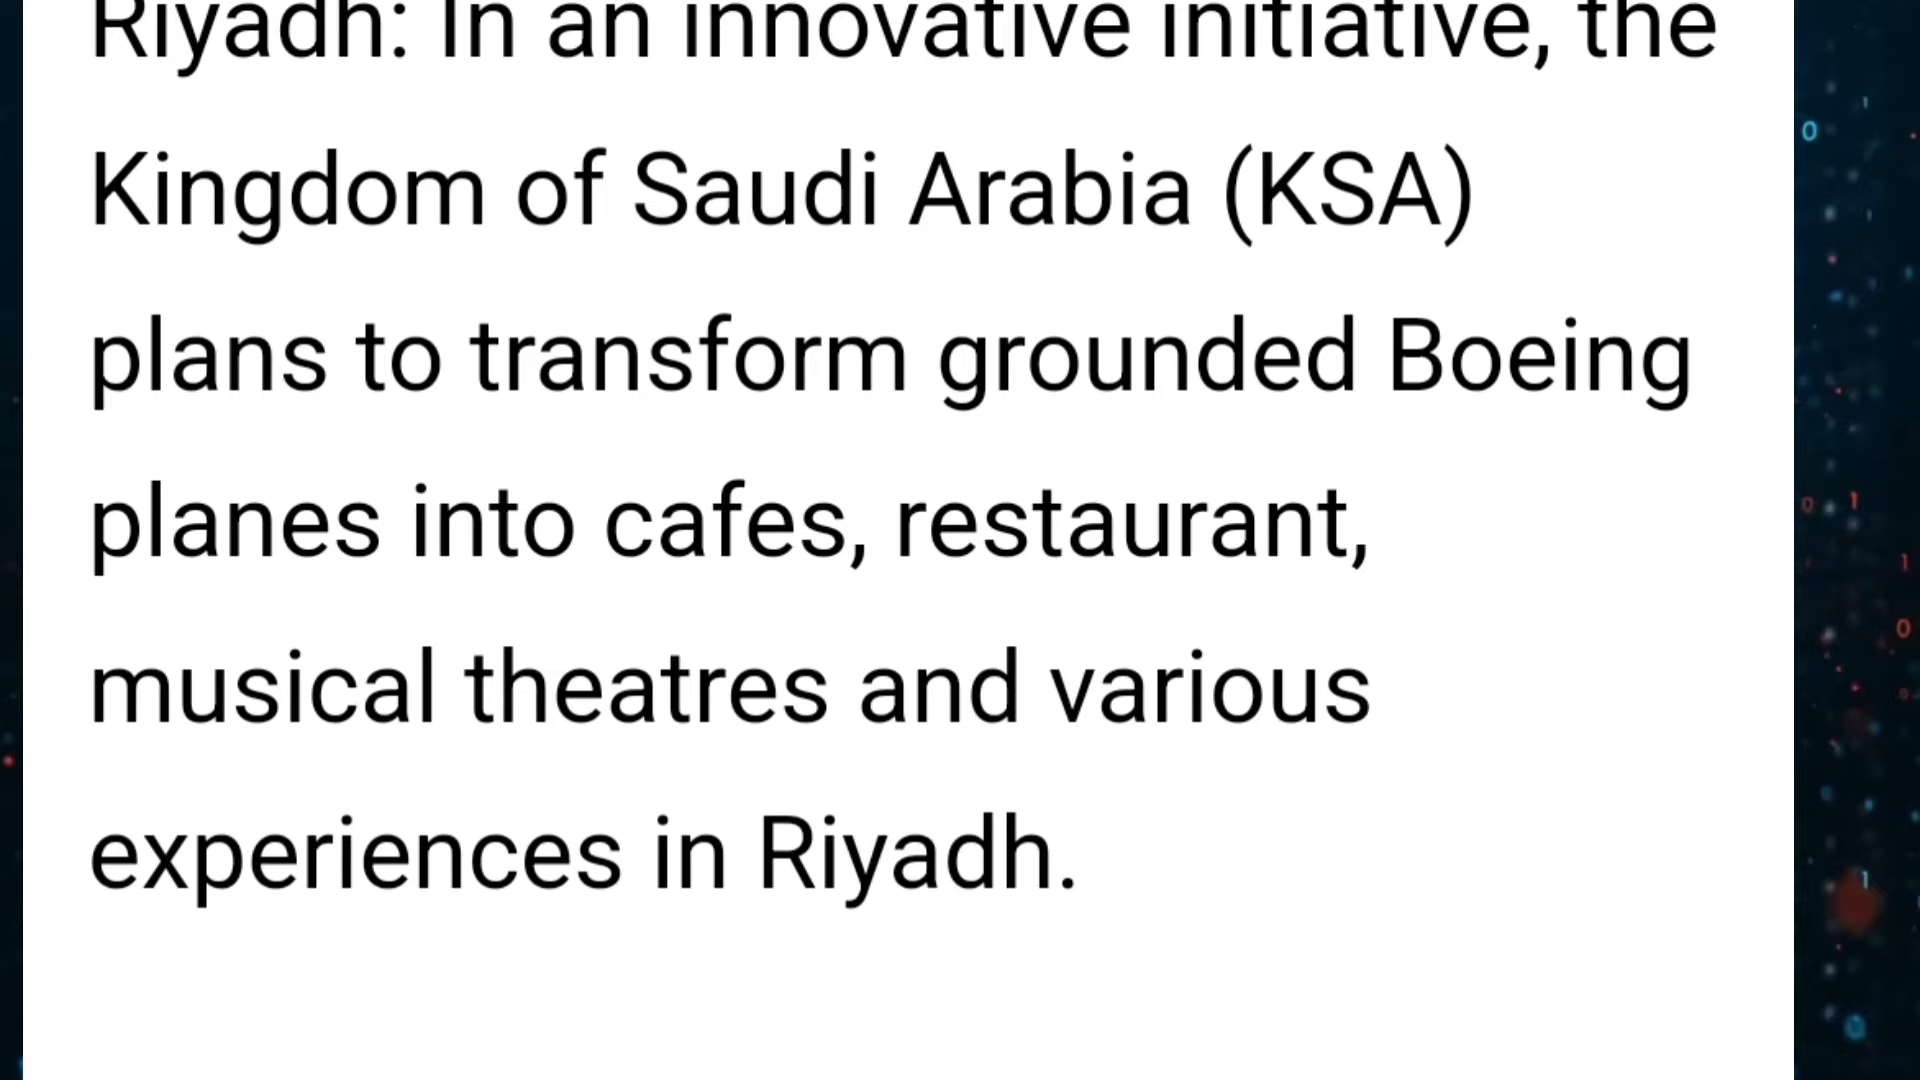 Riyadh: In an innovative initiative, the
Kingdom of Saudi Arabia (KSA)
plans to transform grounded Boeing
planes into cafes, restaurant,
musical theatres and various
experiences in Riyadh.